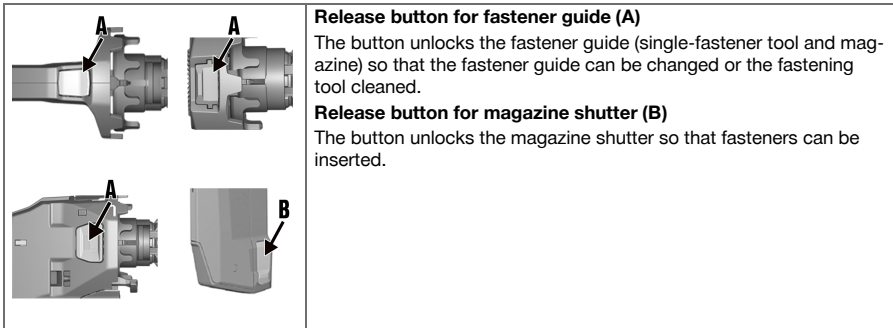 A
A
A
B
Release button for fastener guide (A)
The button unlocks the fastener guide (single-fastener tool and mag-
azine) so that the fastener guide can be changed or the fastening
tool cleaned.
Release button for magazine shutter (B)
The button unlocks the magazine shutter so that fasteners can be
inserted.